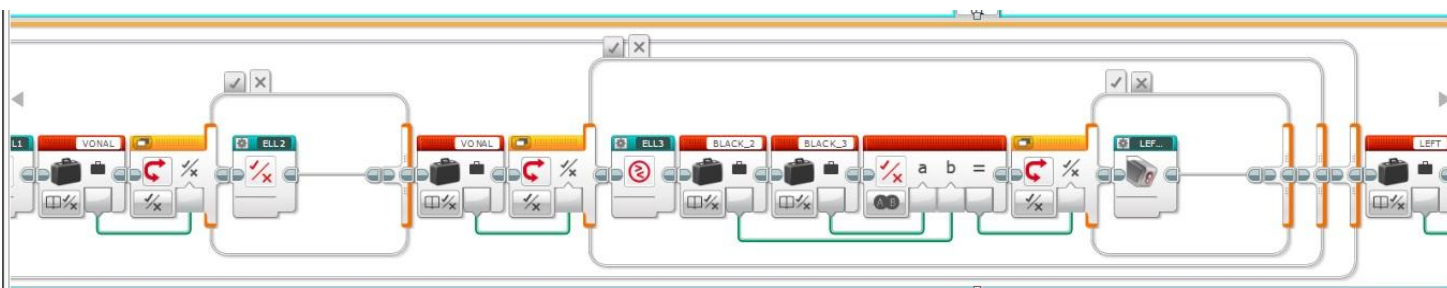 L1
VONAL
ELL2
VONAL
ELL3
BLACK_2
BLACK_3
a b =
A B
LEF...
LEFT